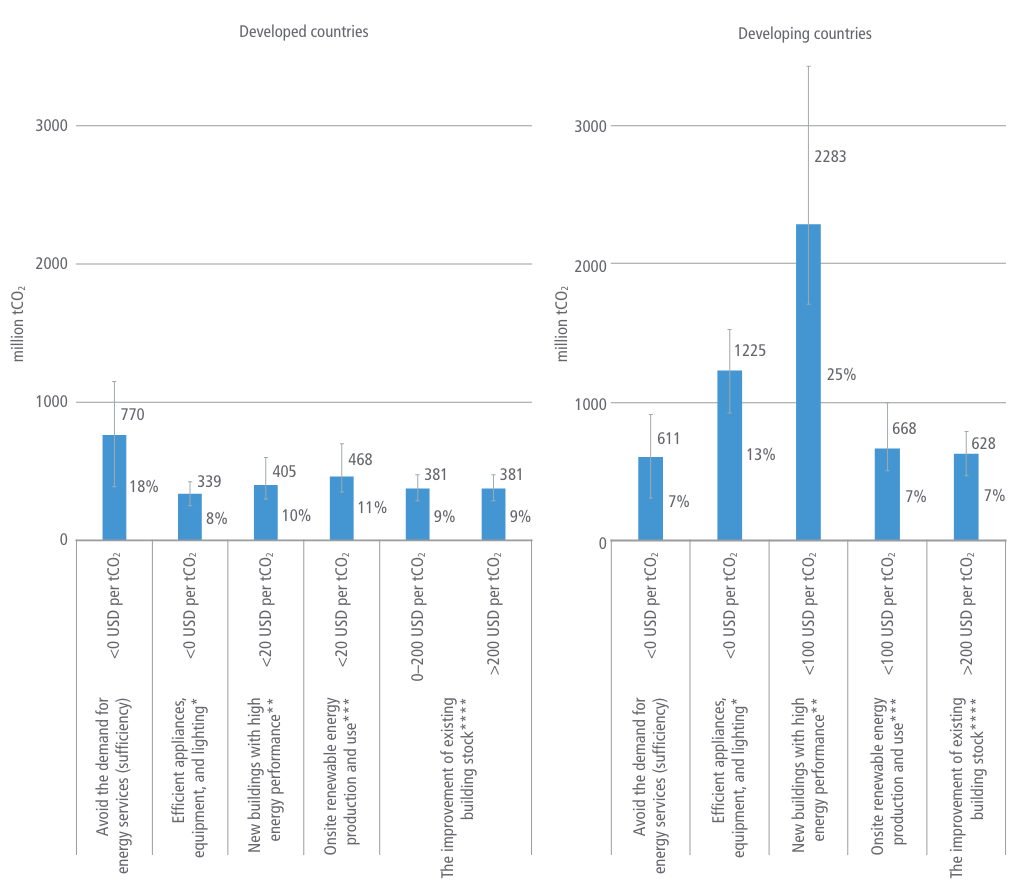 Developed countries
million tCO₂
3000
2000
1000
0
770
18%
339
8%
405
10%
468
11%
381
9%
381
9%
<0 USD per tCO₂
<0 USD per tCO₂
<20 USD per tCO₂
<20 USD per tCO₂
0–200 USD per tCO₂
>200 USD per tCO₂
Avoid the demand for
energy services (sufficiency)
Efficient appliances,
equipment, and lighting*
New buildings with high
energy performance**
Onsite renewable energy
production and use***
The improvement of existing
building stock****
Developing countries
million tCO₂
3000
2000
1000
0
611
7%
1225
13%
2283
25%
668
7%
628
7%
<0 USD per tCO₂
<0 USD per tCO₂
<100 USD per tCO₂
<100 USD per tCO₂
>200 USD per tCO₂
Avoid the demand for
energy services (sufficiency)
Efficient appliances,
equipment, and lighting*
New buildings with high
energy performance**
Onsite renewable energy
production and use***
The improvement of existing
building stock****